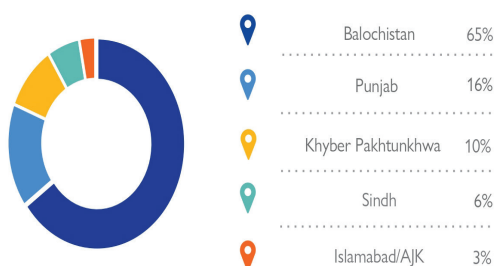 Balochistan 65%
Punjab 16%
Khyber Pakhtunkhwa 10%
Sindh 6%
Islamabad/AJK 3%